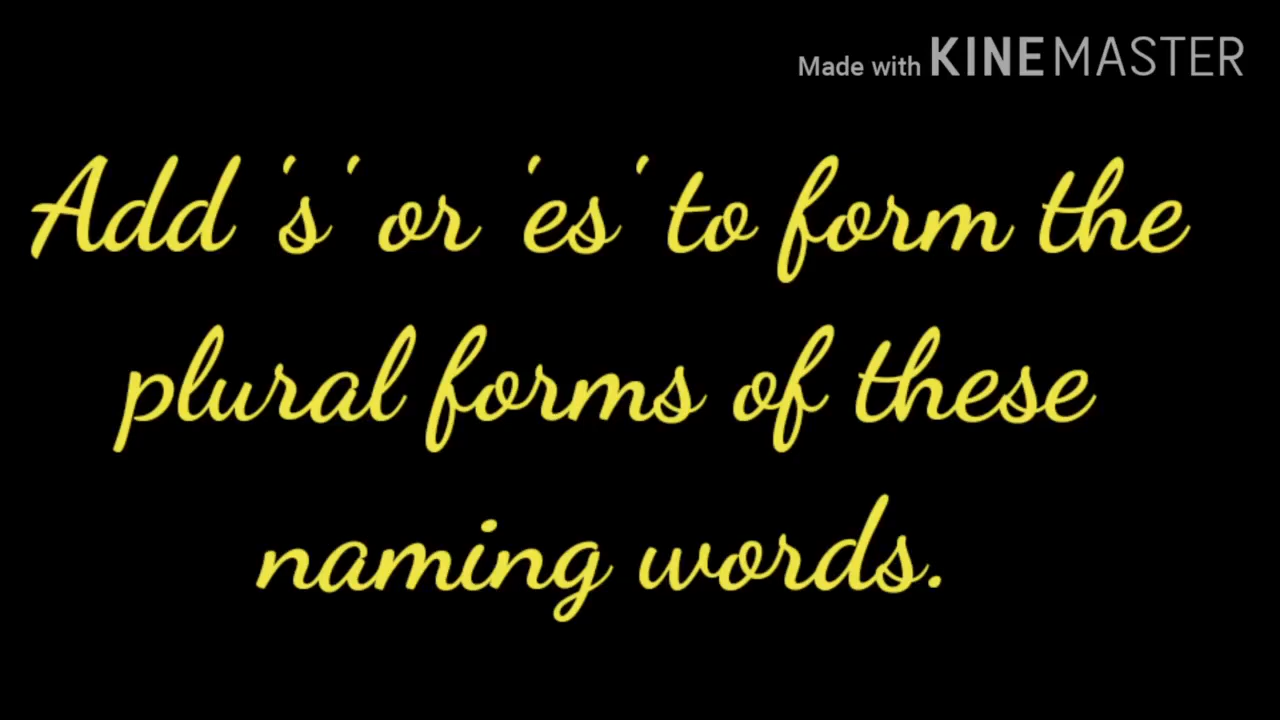 Made with KINEMASTER
Add 's' or 'es' to form the
plural forms of these
naming words.